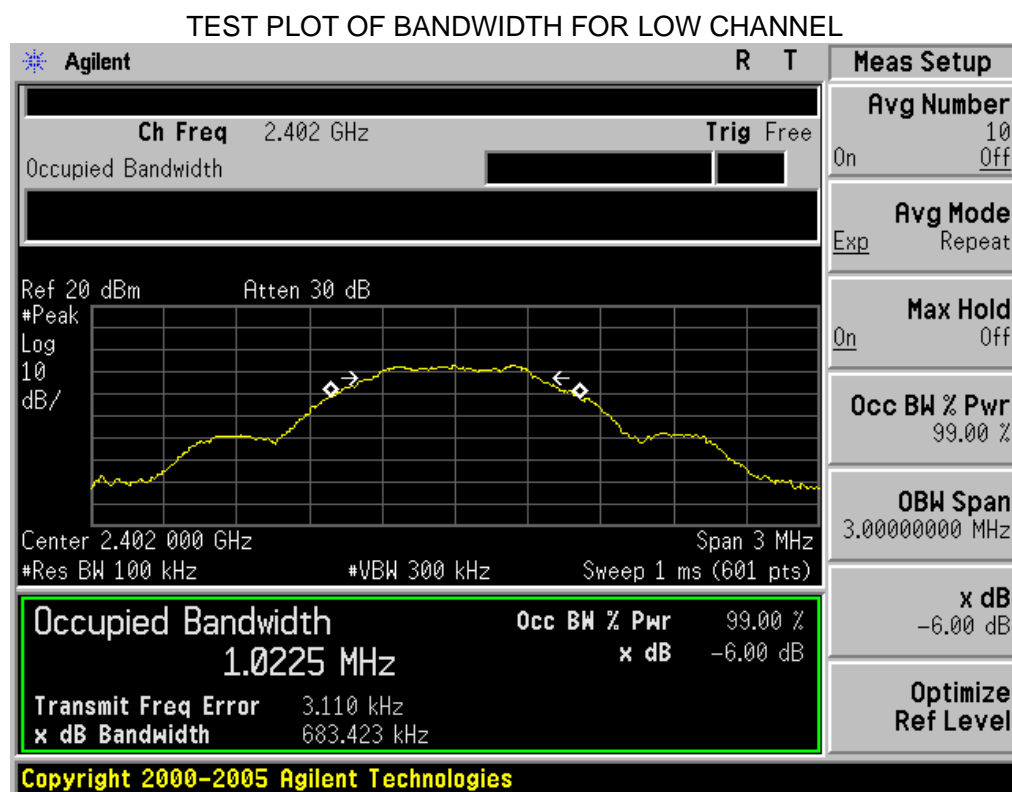 TEST PLOT OF BANDWIDTH FOR LOW CHANNEL
Agilent R T
Ch Freq 2.402 GHz Trig Free
Occupied Bandwidth
Ref 20 dBm Atten 30 dB
#Peak
Log
10
dB/
Center 2.402 000 GHz Span 3 MHz
#Res BW 100 kHz #VBW 300 kHz Sweep 1 ms (601 pts)
Occupied Bandwidth
1.0225 MHz
Occ BW % Pwr 99.00 %
x dB -6.00 dB
Transmit Freq Error 3.110 kHz
x dB Bandwidth 683.423 kHz
Meas Setup
Avg Number
10
On Off
Avg Mode
Exp Repeat
Max Hold
On Off
Occ BW % Pwr
99.00 %
OBW Span
3.00000000 MHz
x dB
-6.00 dB
Optimize
Ref Level
Copyright 2000-2005 Agilent Technologies